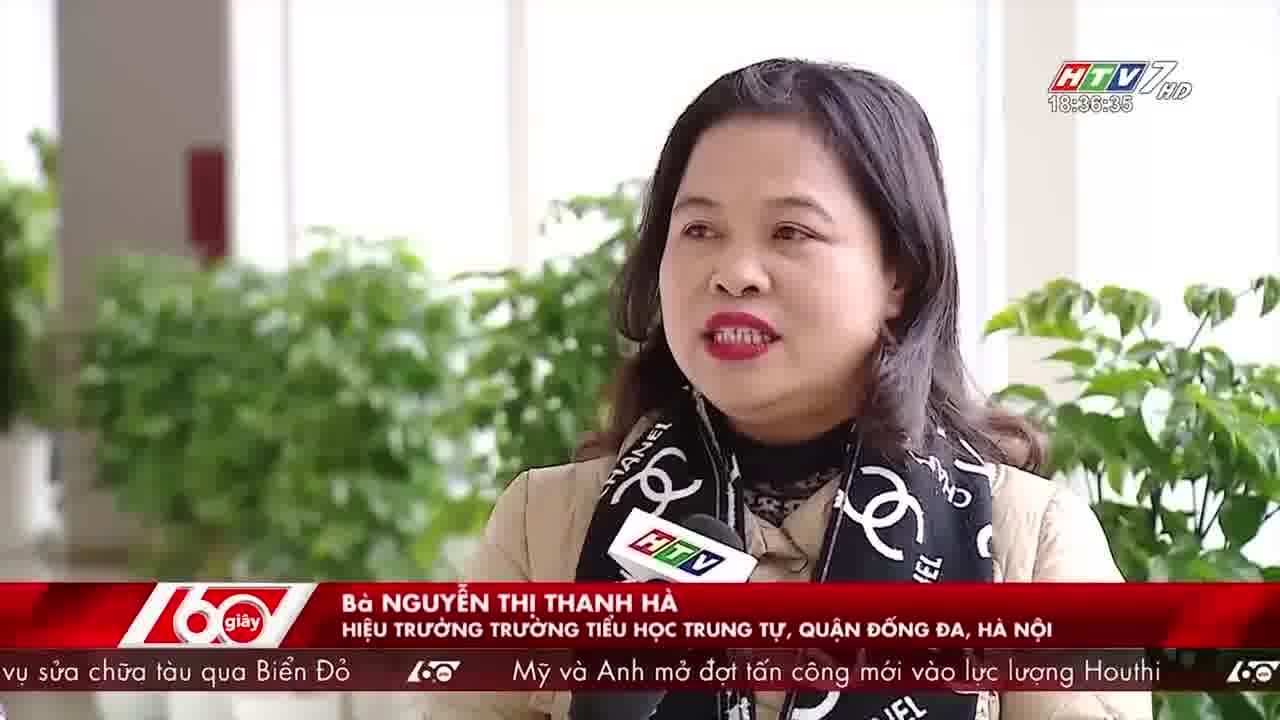 HTV7 HD
18:36:35
CHANEL
HTV
60 giây
Bà NGUYỄN THỊ THANH HÀ
HIỆU TRƯỞNG TRƯỜNG TIỂU HỌC TRUNG TỰ, QUẬN ĐỐNG ĐA, HÀ NỘI
vụ sửa chữa tàu qua Biển Đỏ
Mỹ và Anh mở đợt tấn công mới vào lực lượng Houthi